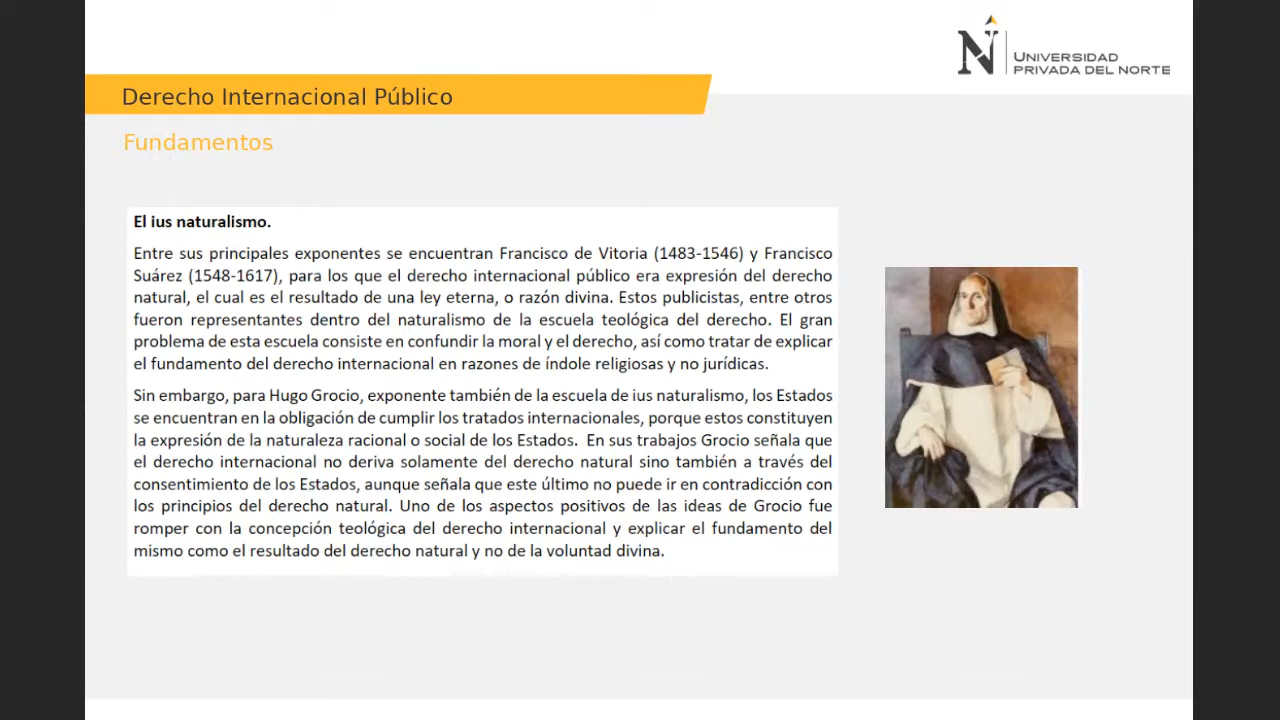 UNIVERSIDAD
PRIVADA DEL NORTE
Derecho Internacional Público
Fundamentos
El ius naturalismo.
Entre sus principales exponentes se encuentran Francisco de Vitoria (1483-1546) y Francisco
Suárez (1548-1617), para los que el derecho internacional público era expresión del derecho
natural, el cual es el resultado de una ley eterna, o razón divina. Estos publicistas, entre otros
fueron representantes dentro del naturalismo de la escuela teológica del derecho. El gran
problema de esta escuela consiste en confundir la moral y el derecho, así como tratar de explicar
el fundamento del derecho internacional en razones de índole religiosas y no jurídicas.
Sin embargo, para Hugo Grocio, exponente también de la escuela de ius naturalismo, los Estados
se encuentran en la obligación de cumplir los tratados internacionales, porque estos constituyen
la expresión de la naturaleza racional o social de los Estados. En sus trabajos Grocio señala que
el derecho internacional no deriva solamente del derecho natural sino también a través del
consentimiento de los Estados, aunque señala que este último no puede ir en contradicción con
los principios del derecho natural. Uno de los aspectos positivos de las ideas de Grocio fue
romper con la concepción teológica del derecho internacional y explicar el fundamento del
mismo como el resultado del derecho natural y no de la voluntad divina.